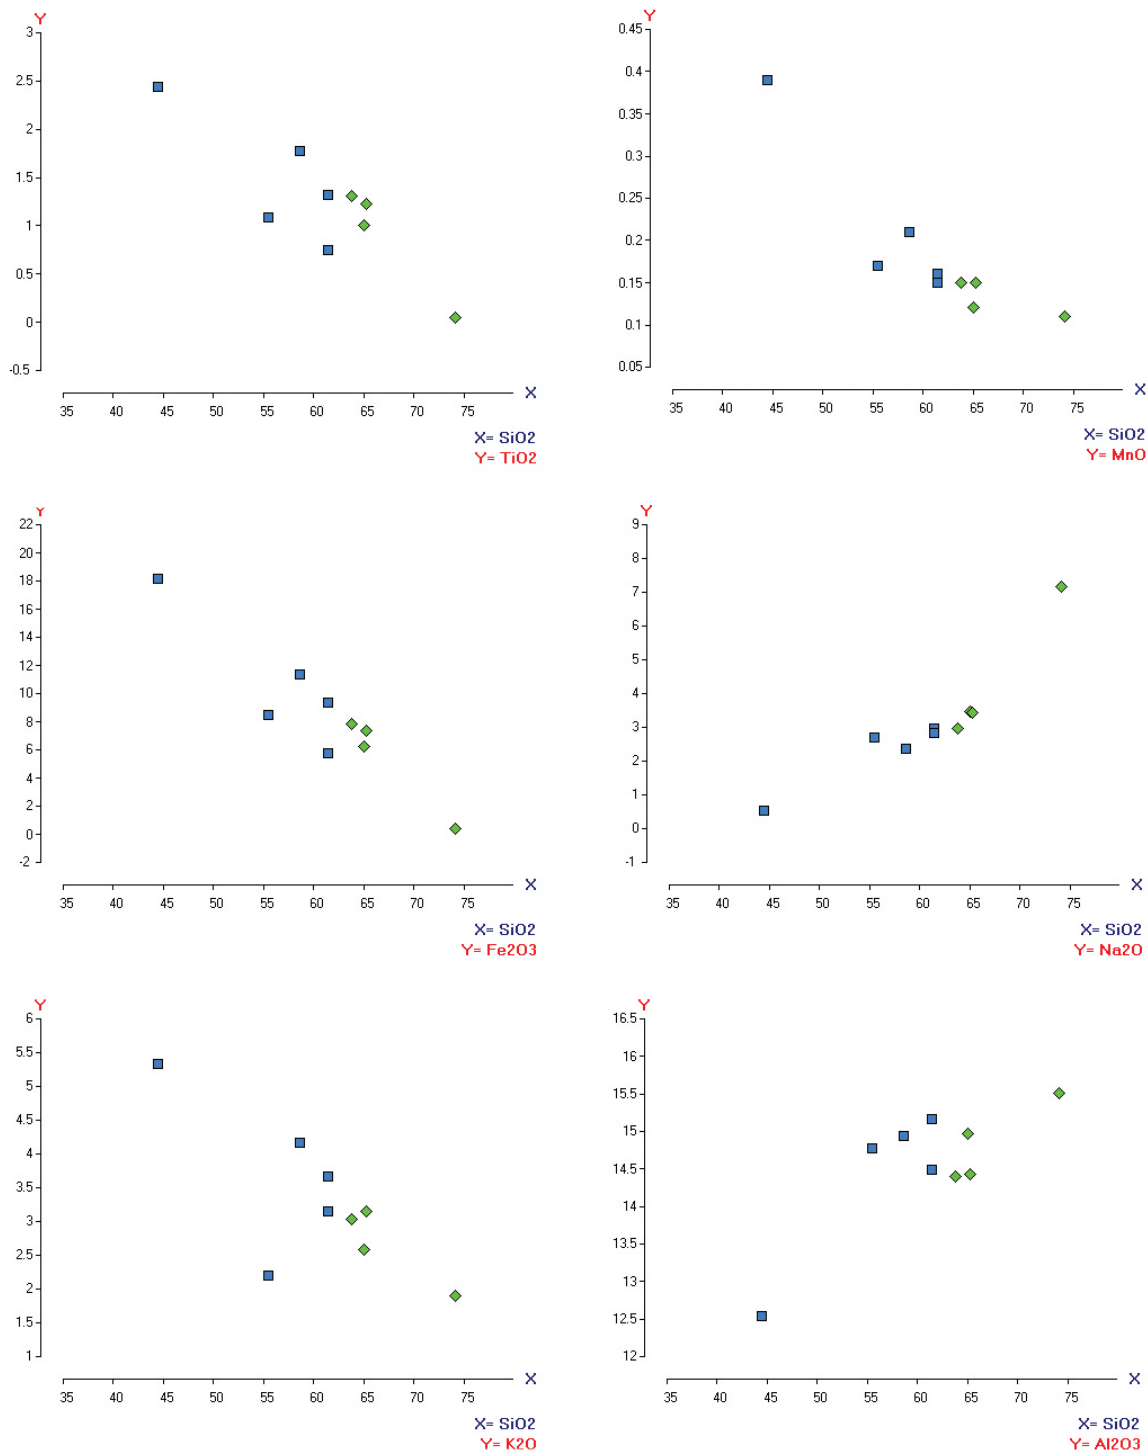 Y
3
2.5
2
1.5
1
0.5
0
-0.5
35 40 45 50 55 60 65 70 75 X
X= SiO2
Y= TiO2
Y
0.45
0.4
0.35
0.3
0.25
0.2
0.15
0.1
0.05
35 40 45 50 55 60 65 70 75 X
X= SiO2
Y= MnO
Y
22
20
18
16
14
12
10
8
6
4
2
0
-2
35 40 45 50 55 60 65 70 75 X
X= SiO2
Y= Fe2O3
Y
9
8
7
6
5
4
3
2
1
0
-1
35 40 45 50 55 60 65 70 75 X
X= SiO2
Y= Na2O
Y
6
5.5
5
4.5
4
3.5
3
2.5
2
1.5
1
35 40 45 50 55 60 65 70 75 X
X= SiO2
Y= K2O
Y
16.5
16
15.5
15
14.5
14
13.5
13
12.5
12
35 40 45 50 55 60 65 70 75 X
X= SiO2
Y= Al2O3